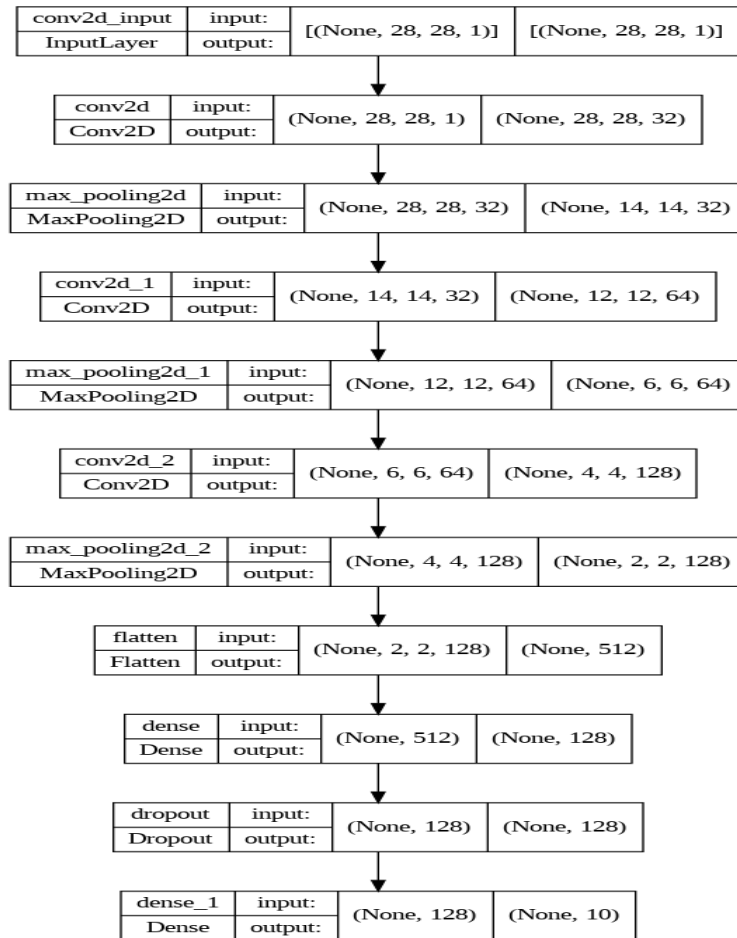 conv2d_input input: [(None, 28, 28, 1)] [(None, 28, 28, 1)]
InputLayer output:
conv2d input: (None, 28, 28, 1) (None, 28, 28, 32)
Conv2D output:
max_pooling2d input: (None, 28, 28, 32) (None, 14, 14, 32)
MaxPooling2D output:
conv2d_1 input: (None, 14, 14, 32) (None, 12, 12, 64)
Conv2D output:
max_pooling2d_1 input: (None, 12, 12, 64) (None, 6, 6, 64)
MaxPooling2D output:
conv2d_2 input: (None, 6, 6, 64) (None, 4, 4, 128)
Conv2D output:
max_pooling2d_2 input: (None, 4, 4, 128) (None, 2, 2, 128)
MaxPooling2D output:
flatten input: (None, 2, 2, 128) (None, 512)
Flatten output:
dense input: (None, 512) (None, 128)
Dense output:
dropout input: (None, 128) (None, 128)
Dropout output:
dense_1 input: (None, 128) (None, 10)
Dense output: